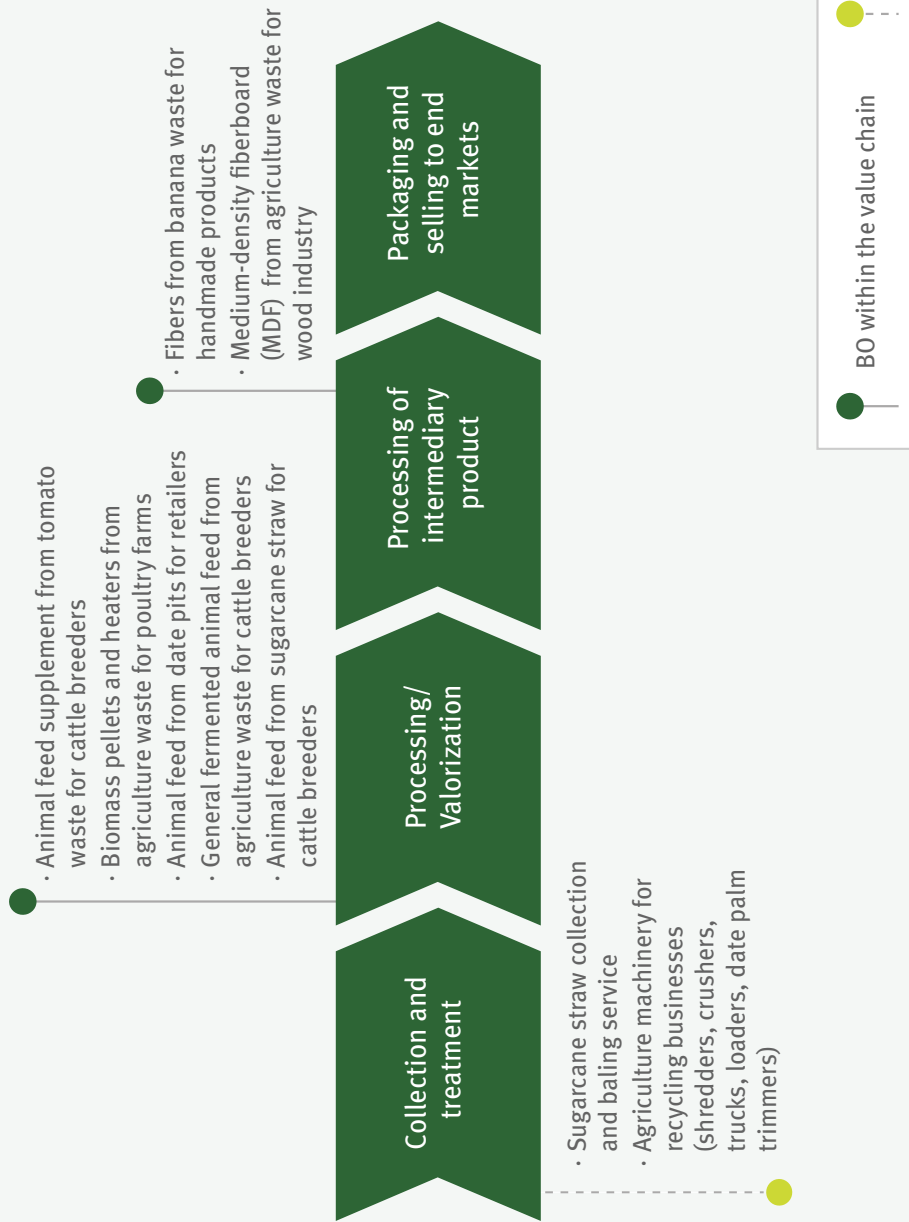 · Animal feed supplement from tomato
waste for cattle breeders
· Biomass pellets and heaters from
agriculture waste for poultry farms
· Animal feed from date pits for retailers
· General fermented animal feed from
agriculture waste for cattle breeders
· Animal feed from sugarcane straw for
cattle breeders
· Fibers from banana waste for
handmade products
· Medium-density fiberboard
(MDF) from agriculture waste for
wood industry
Collection and
treatment
Processing/
Valorization
Processing of
intermediary
product
Packaging and
selling to end
markets
· Sugarcane straw collection
and baling service
· Agriculture machinery for
recycling businesses
(shredders, crushers,
trucks, loaders, date palm
trimmers)
BO within the value chain